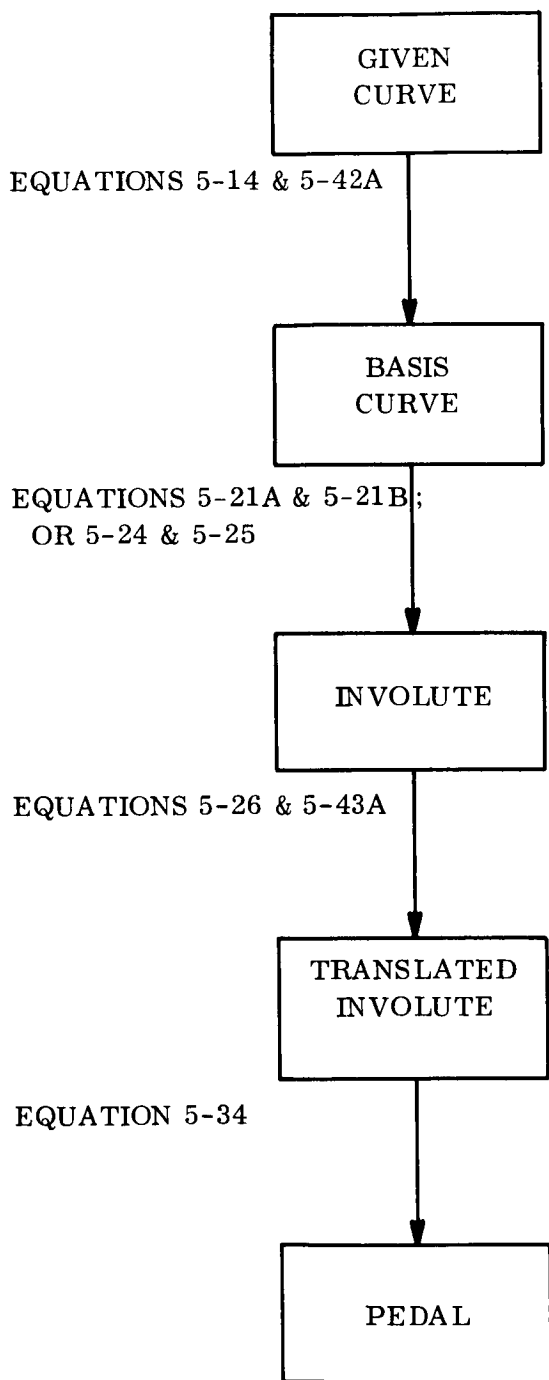 GIVEN
CURVE
EQUATIONS 5-14 & 5-42A
BASIS
CURVE
EQUATIONS 5-21A & 5-21B;
OR 5-24 & 5-25
INVOLUTE
EQUATIONS 5-26 & 5-43A
TRANSLATED
INVOLUTE
EQUATION 5-34
PEDAL